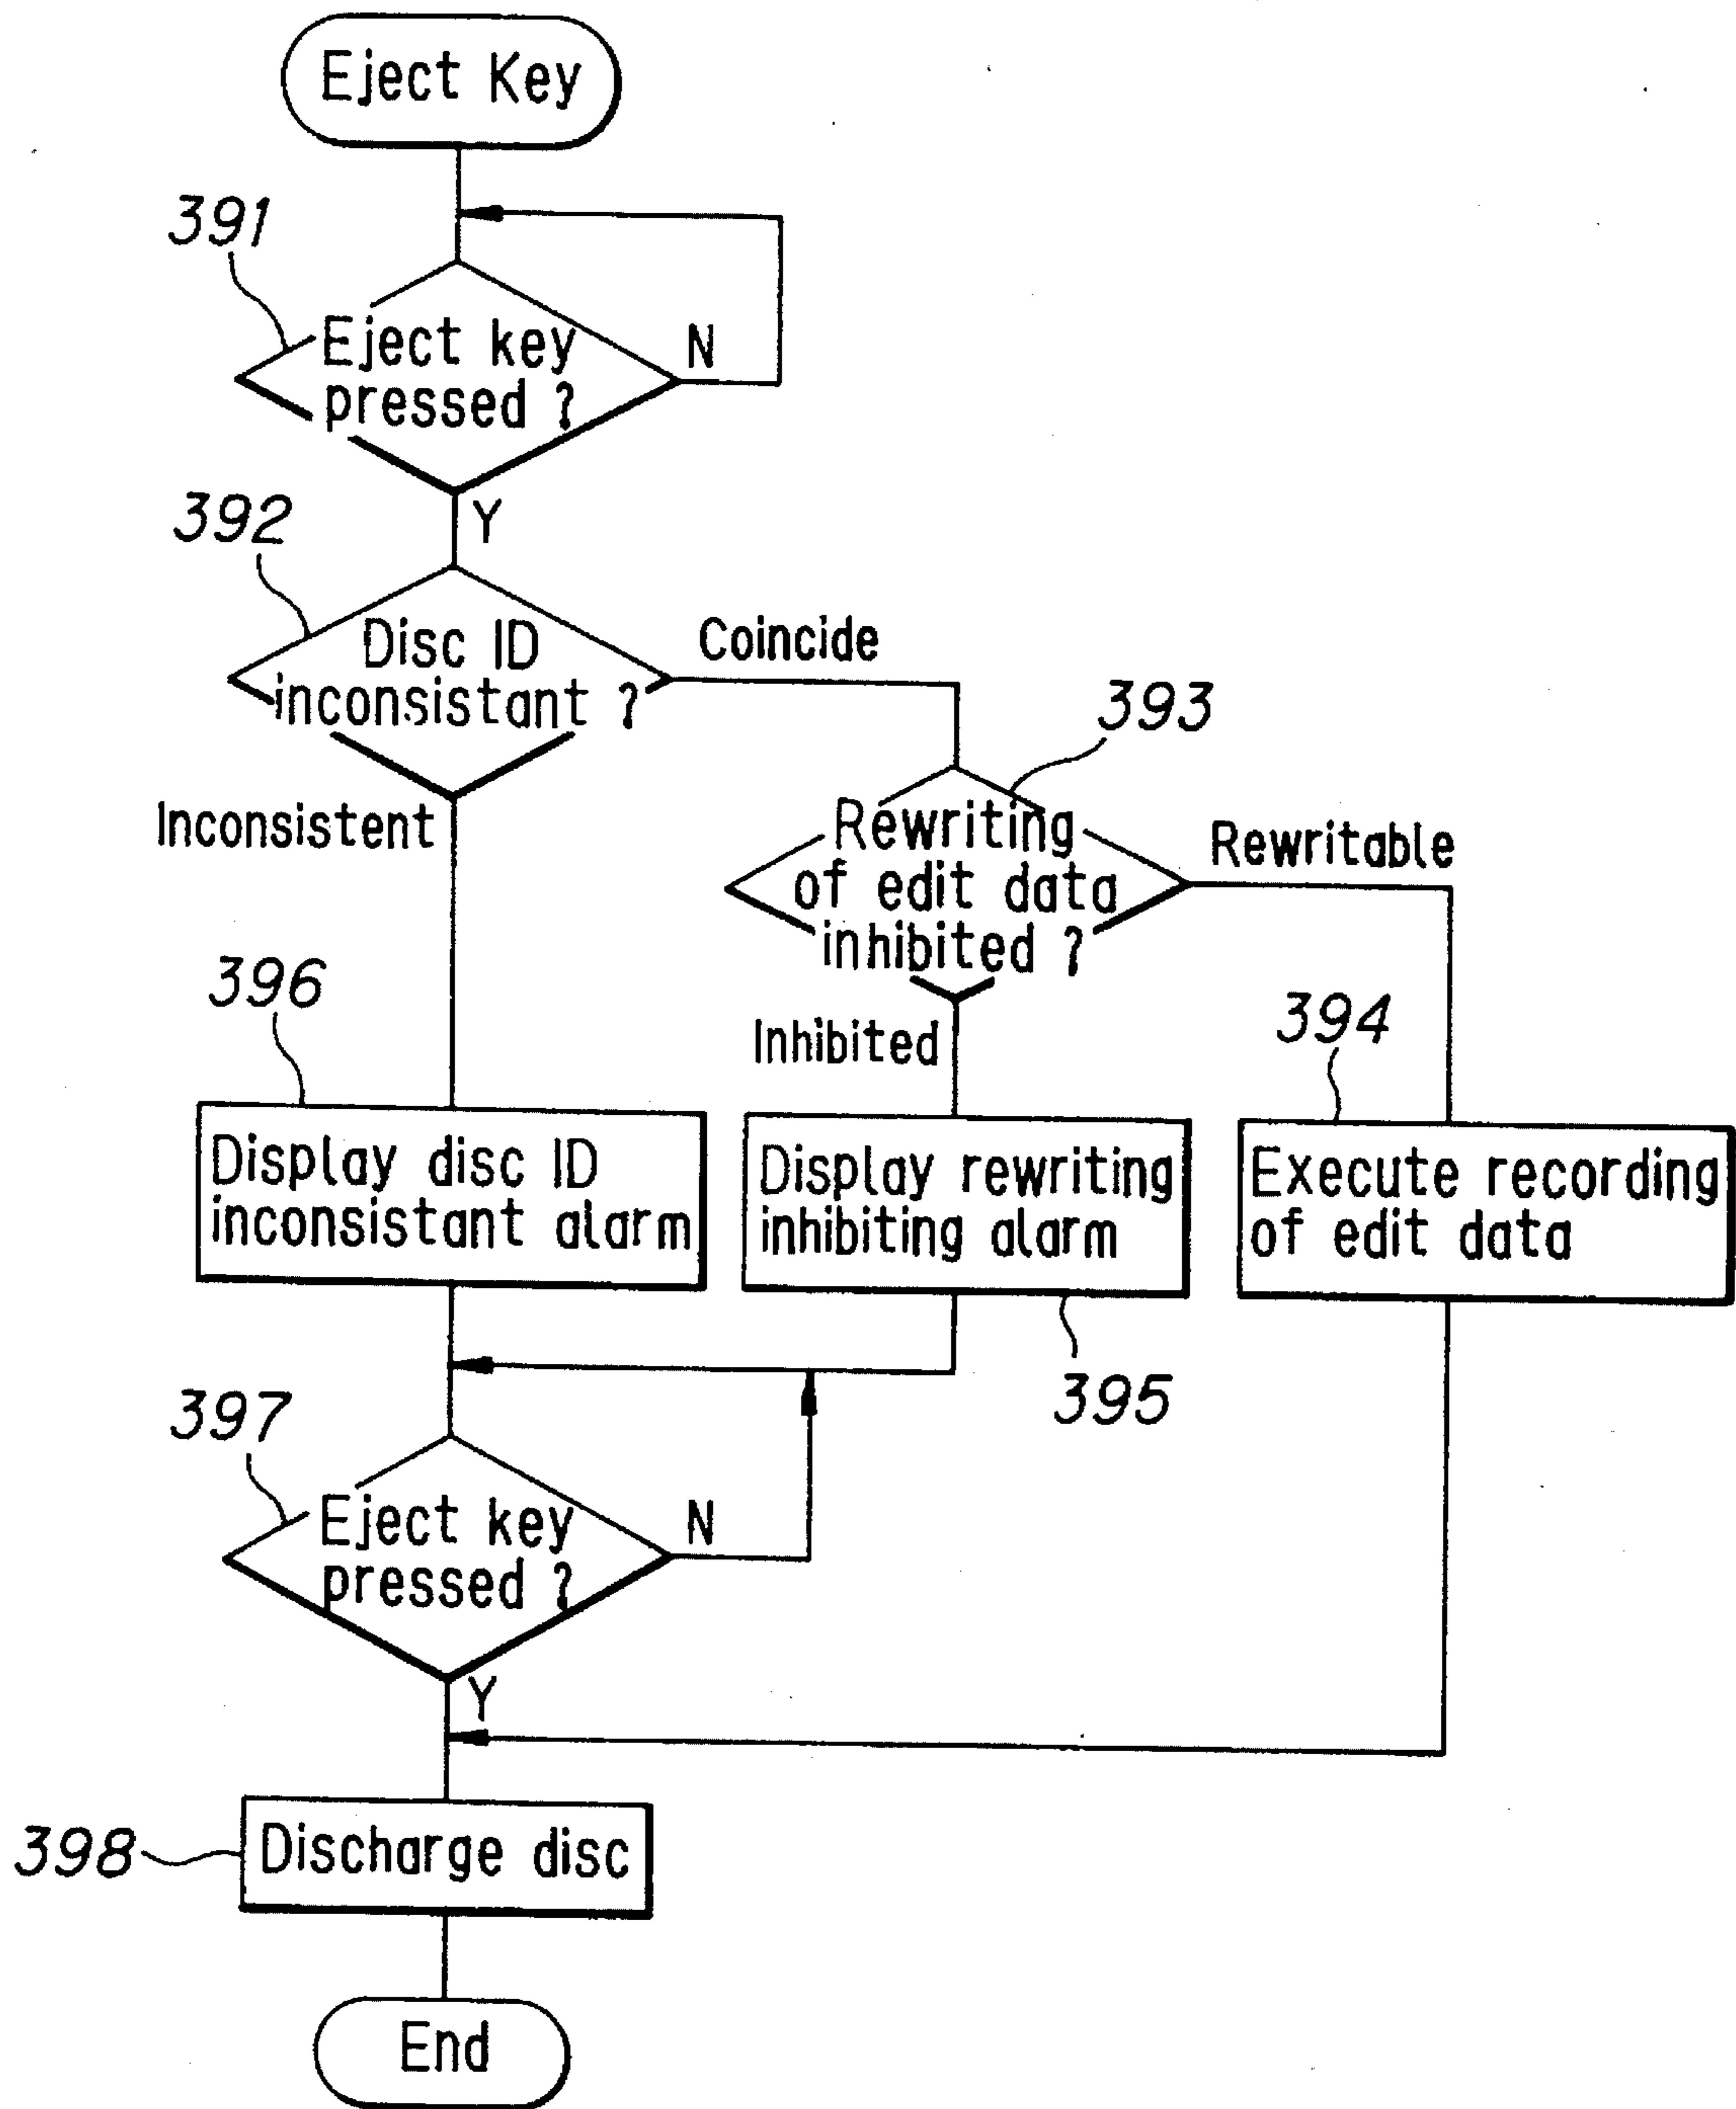 Eject Key
391
Eject key
pressed ?
N
Y
392
Disc ID
inconsistant ?
Coincide
Inconsistent
393
Rewriting
of edit data
inhibited ?
Rewritable
Inhibited
396
394
Display disc ID
inconsistant alarm
Display rewriting
inhibiting alarm
Execute recording
of edit data
395
397
Eject key
pressed ?
N
Y
398
Discharge disc
End